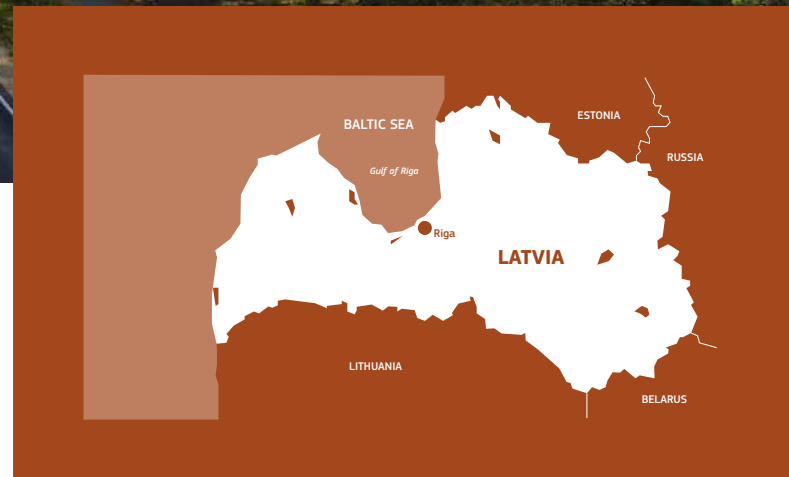 ESTONIA
BALTIC SEA
RUSSIA
Gulf of Riga
Riga
LATVIA
LITHUANIA
BELARUS